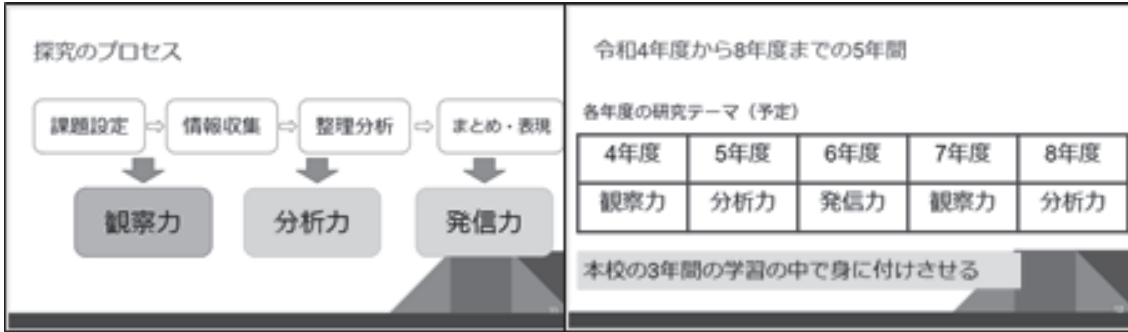 探究のプロセス
課題設定 ⇨ 情報収集 ⇨ 整理分析 ⇨ まとめ・表現
観察力 分析力 発信力
令和4年度から8年度までの5年間
各年度の研究テーマ（予定）
4年度 5年度 6年度 7年度 8年度
観察力 分析力 発信力 観察力 分析力
本校の3年間の学習の中で身に付けさせる